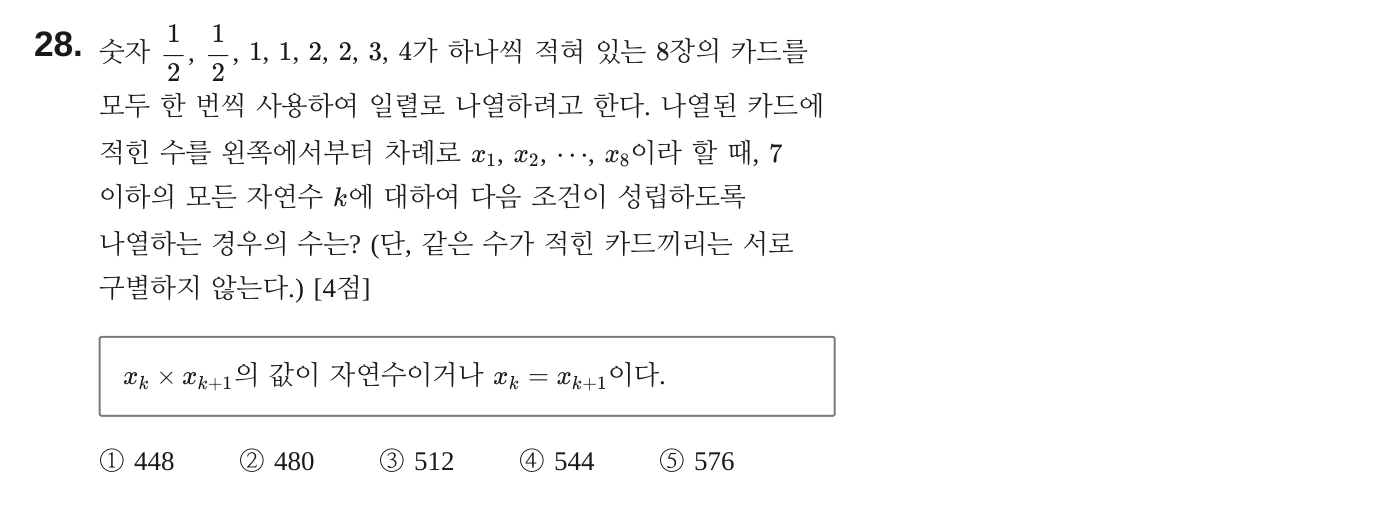 28. 숫자 1/2, 1/2, 1, 1, 2, 2, 3, 4가 하나씩 적혀 있는 8장의 카드를
모두 한 번씩 사용하여 일렬로 나열하려고 한다. 나열된 카드에
적힌 수를 왼쪽에서부터 차례로 x₁, x₂, ⋯, x₈이라 할 때, 7
이하의 모든 자연수 k에 대하여 다음 조건이 성립하도록
나열하는 경우의 수는? (단, 같은 수가 적힌 카드끼리는 서로
구별하지 않는다.) [4점]
xₖ × xₖ₊₁의 값이 자연수이거나 xₖ = xₖ₊₁이다.
① 448 ② 480 ③ 512 ④ 544 ⑤ 576